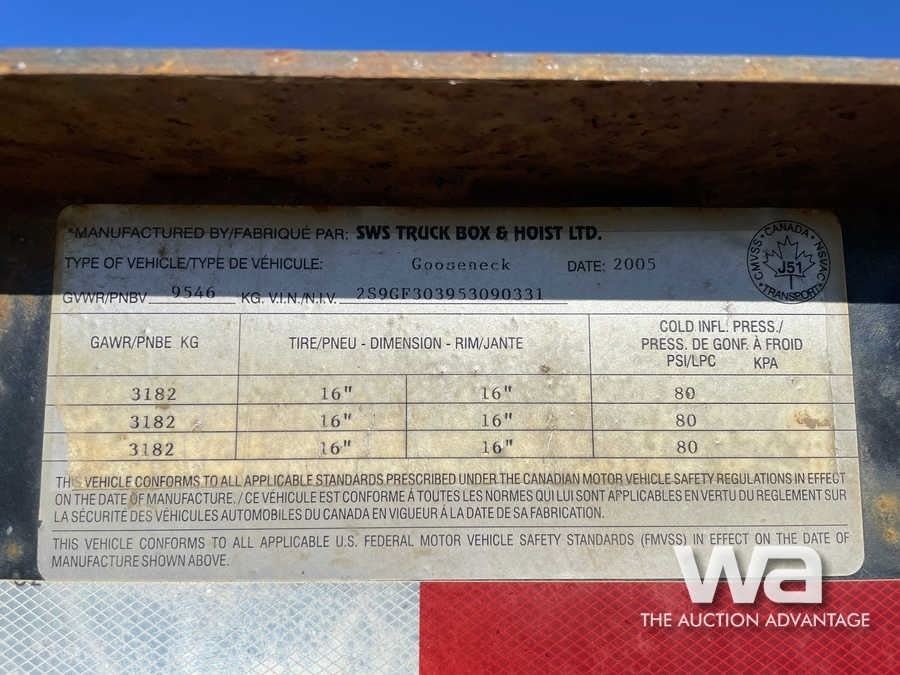 *MANUFACTURED BY/FABRIQUÉ PAR: SWS TRUCK BOX & HOIST LTD.
TYPE OF VEHICLE/TYPE DE VÉHICULE: Gooseneck DATE: 2005
GVWR/PNBV 9546 KG. V.I.N./N.I.V. 2S9GF303953090331
CMVSS • CANADA • NSVAC • TRANSPORT •
J51
GAWR/PNBE KG TIRE/PNEU - DIMENSION - RIM/JANTE COLD INFL. PRESS./
PRESS. DE GONF. À FROID
PSI/LPC KPA
3182 16" 16" 80
3182 16" 16" 80
3182 16" 16" 80
THIS VEHICLE CONFORMS TO ALL APPLICABLE STANDARDS PRESCRIBED UNDER THE CANADIAN MOTOR VEHICLE SAFETY REGULATIONS IN EFFECT
ON THE DATE OF MANUFACTURE. / CE VÉHICULE EST CONFORME À TOUTES LES NORMES QUI LUI SONT APPLICABLES EN VERTU DU REGLEMENT SUR
LA SÉCURITÉ DES VÉHICULES AUTOMOBILES DU CANADA EN VIGUEUR À LA DATE DE SA FABRICATION.
THIS VEHICLE CONFORMS TO ALL APPLICABLE U.S. FEDERAL MOTOR VEHICLE SAFETY STANDARDS (FMVSS) IN EFFECT ON THE DATE OF
MANUFACTURE SHOWN ABOVE.
wa
THE AUCTION ADVANTAGE